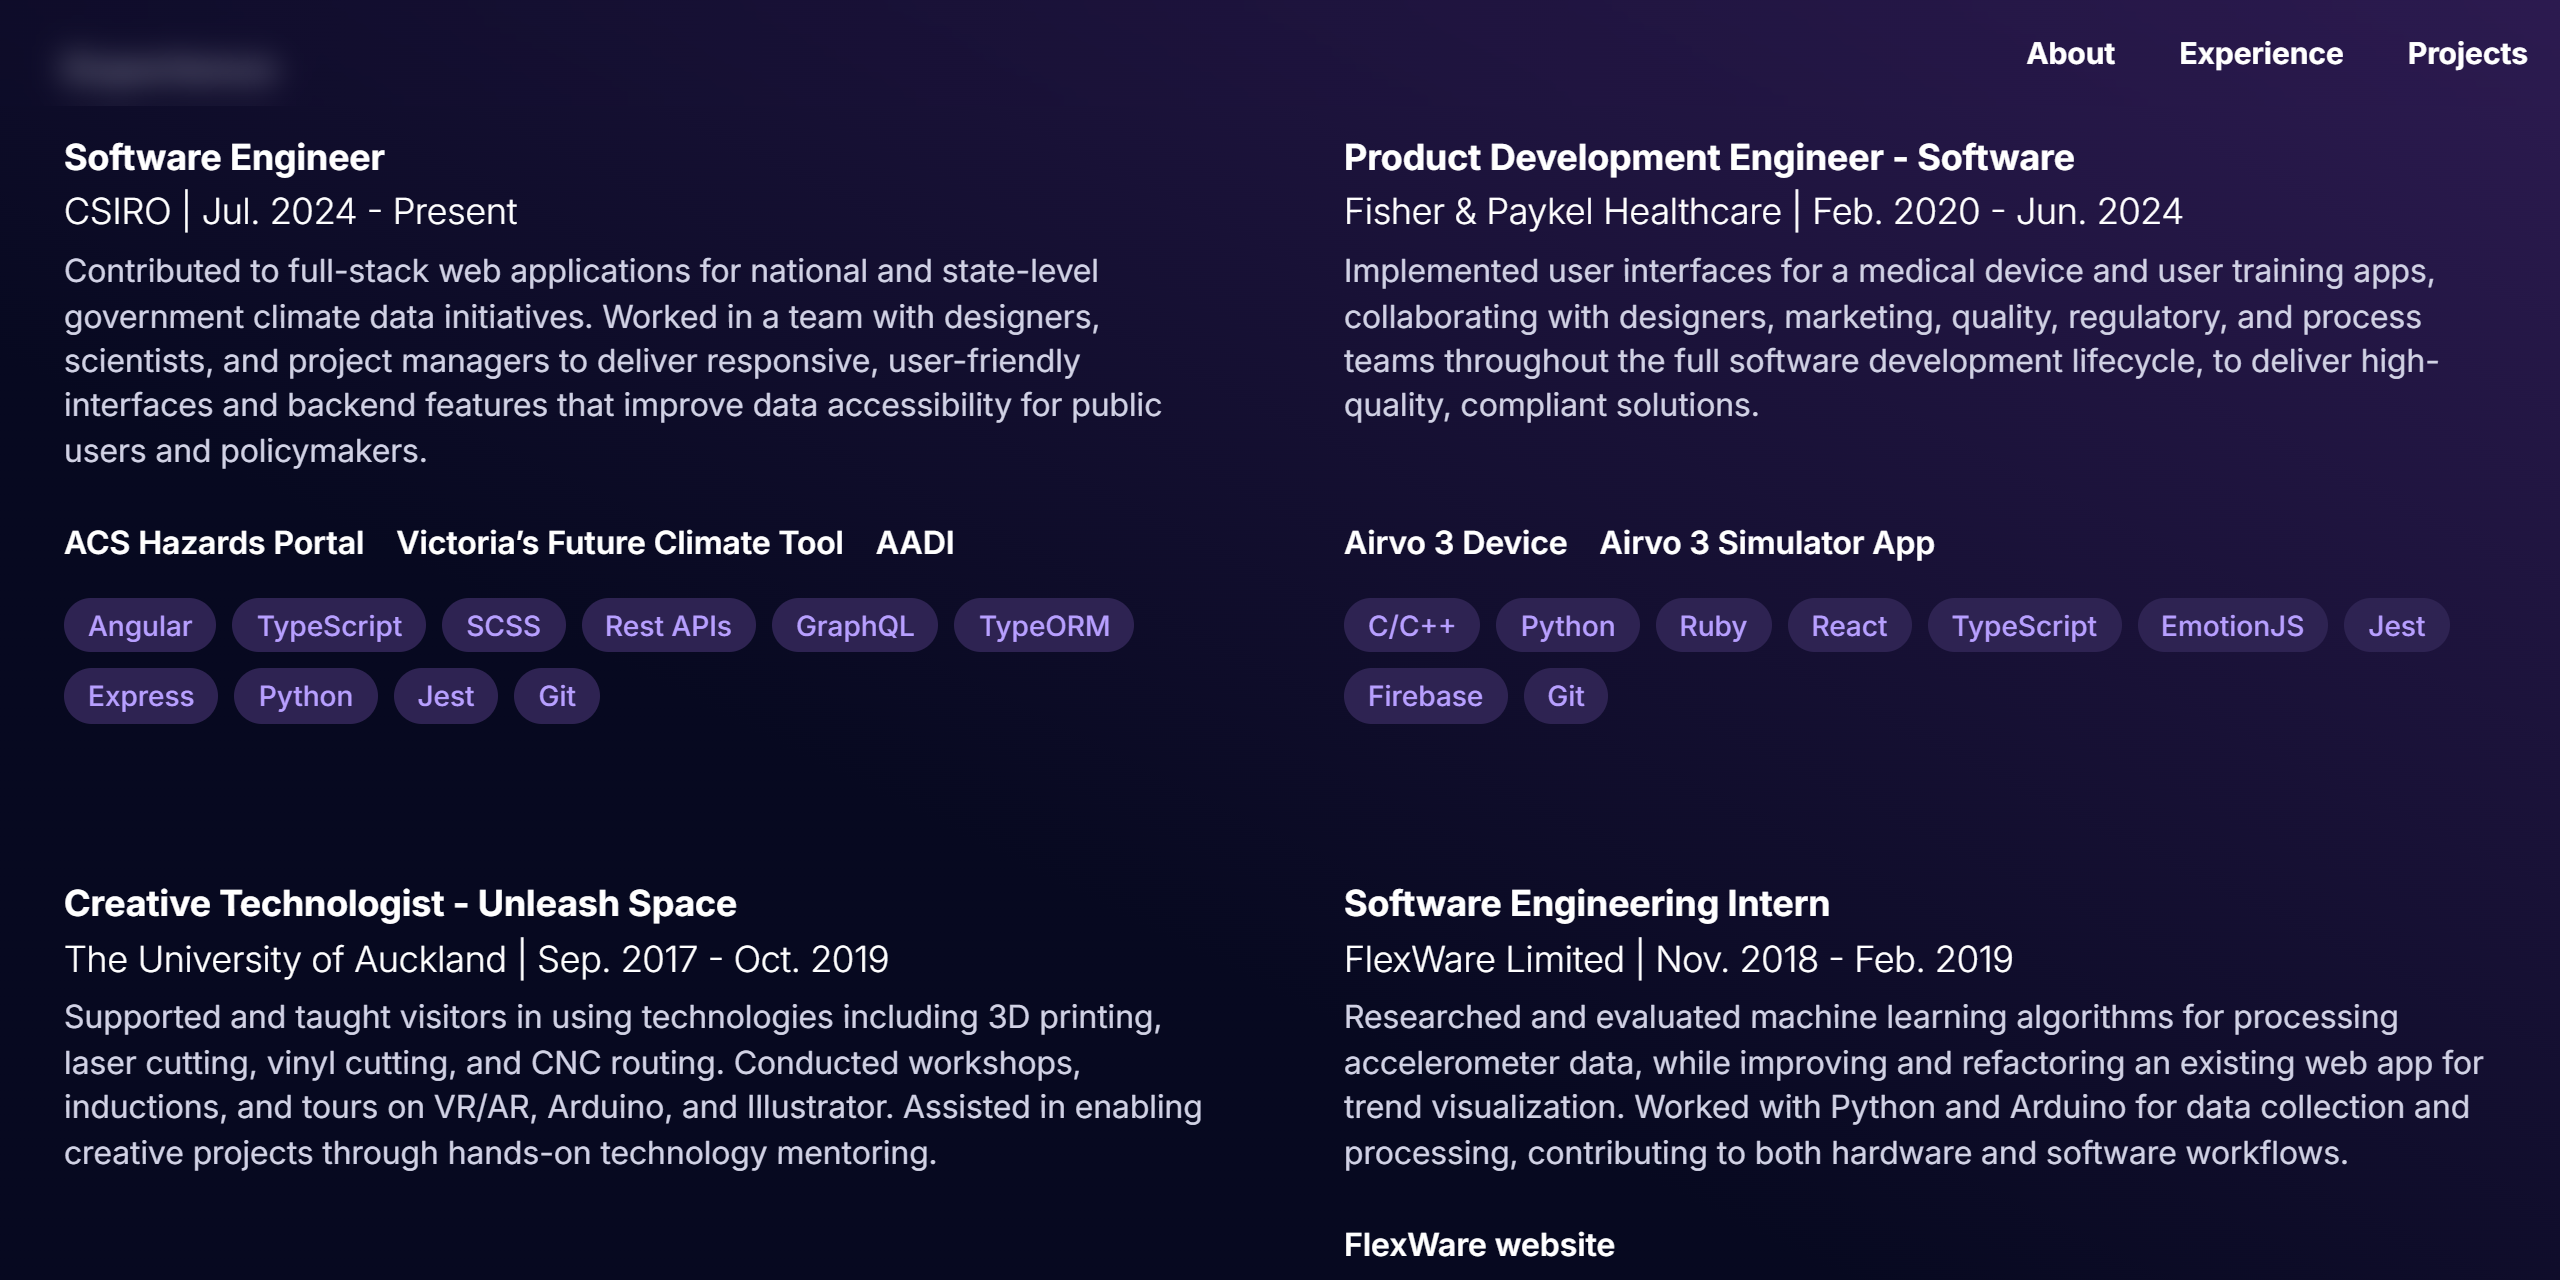 About Experience Projects
Software Engineer
CSIRO | Jul. 2024 - Present
Contributed to full-stack web applications for national and state-level
government climate data initiatives. Worked in a team with designers,
scientists, and project managers to deliver responsive, user-friendly
interfaces and backend features that improve data accessibility for public
users and policymakers.
ACS Hazards Portal Victoria’s Future Climate Tool AADI
Angular TypeScript SCSS Rest APIs GraphQL TypeORM
Express Python Jest Git
Product Development Engineer - Software
Fisher & Paykel Healthcare | Feb. 2020 - Jun. 2024
Implemented user interfaces for a medical device and user training apps,
collaborating with designers, marketing, quality, regulatory, and process
teams throughout the full software development lifecycle, to deliver high-
quality, compliant solutions.
Airvo 3 Device Airvo 3 Simulator App
C/C++ Python Ruby React TypeScript EmotionJS Jest
Firebase Git
Creative Technologist - Unleash Space
The University of Auckland | Sep. 2017 - Oct. 2019
Supported and taught visitors in using technologies including 3D printing,
laser cutting, vinyl cutting, and CNC routing. Conducted workshops,
inductions, and tours on VR/AR, Arduino, and Illustrator. Assisted in enabling
creative projects through hands-on technology mentoring.
Software Engineering Intern
FlexWare Limited | Nov. 2018 - Feb. 2019
Researched and evaluated machine learning algorithms for processing
accelerometer data, while improving and refactoring an existing web app for
trend visualization. Worked with Python and Arduino for data collection and
processing, contributing to both hardware and software workflows.
FlexWare website